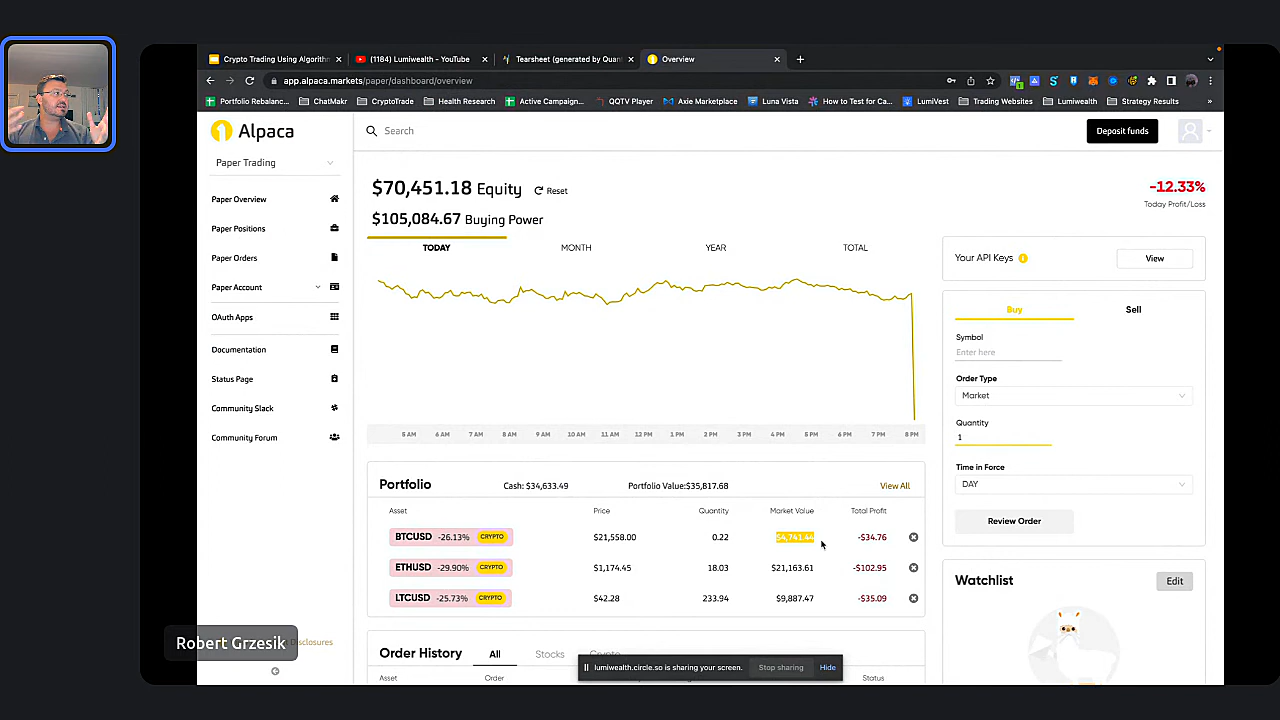 Crypto Trading Using Algorithm
(1184) Lumiwealth - YouTube
Tearsheet (generated by Quan
Overview
app.alpaca.markets/paper/dashboard/overview
Portfolio Rebalanc...
ChatMakr
CryptoTrade
Health Research
Active Campaign...
QQTV Player
Axie Marketplace
Luna Vista
How to Test for Ca...
LumiVest
Trading Websites
Lumiwealth
Strategy Results
Alpaca
Search
Deposit funds
Paper Trading
Paper Overview
Paper Positions
Paper Orders
Paper Account
OAuth Apps
Documentation
Status Page
Community Slack
Community Forum
Disclosures
$70,451.18 Equity
Reset
$105,084.67 Buying Power
-12.33%
Today Profit/Loss
TODAY
MONTH
YEAR
TOTAL
5 AM 6 AM 7 AM 8 AM 9 AM 10 AM 11 AM 12 PM 1 PM 2 PM 3 PM 4 PM 5 PM 6 PM 7 PM 8 PM
Your API Keys
View
Buy
Sell
Symbol
Enter here
Order Type
Market
Quantity
1
Time in Force
DAY
Review Order
Portfolio
Cash: $34,633.49
Portfolio Value:$35,817.68
View All
Asset Price Quantity Market Value Total Profit
BTCUSD -26.13% CRYPTO $21,558.00 0.22 $4,741.44 -$34.76
ETHUSD -29.90% CRYPTO $1,174.45 18.03 $21,163.61 -$102.95
LTCUSD -25.73% CRYPTO $42.28 233.94 $9,887.47 -$35.09
Watchlist
Edit
Order History
All
Stocks
Asset
Order
Status
lumiwealth.circle.so is sharing your screen.
Stop sharing
Hide
Robert Grzesik